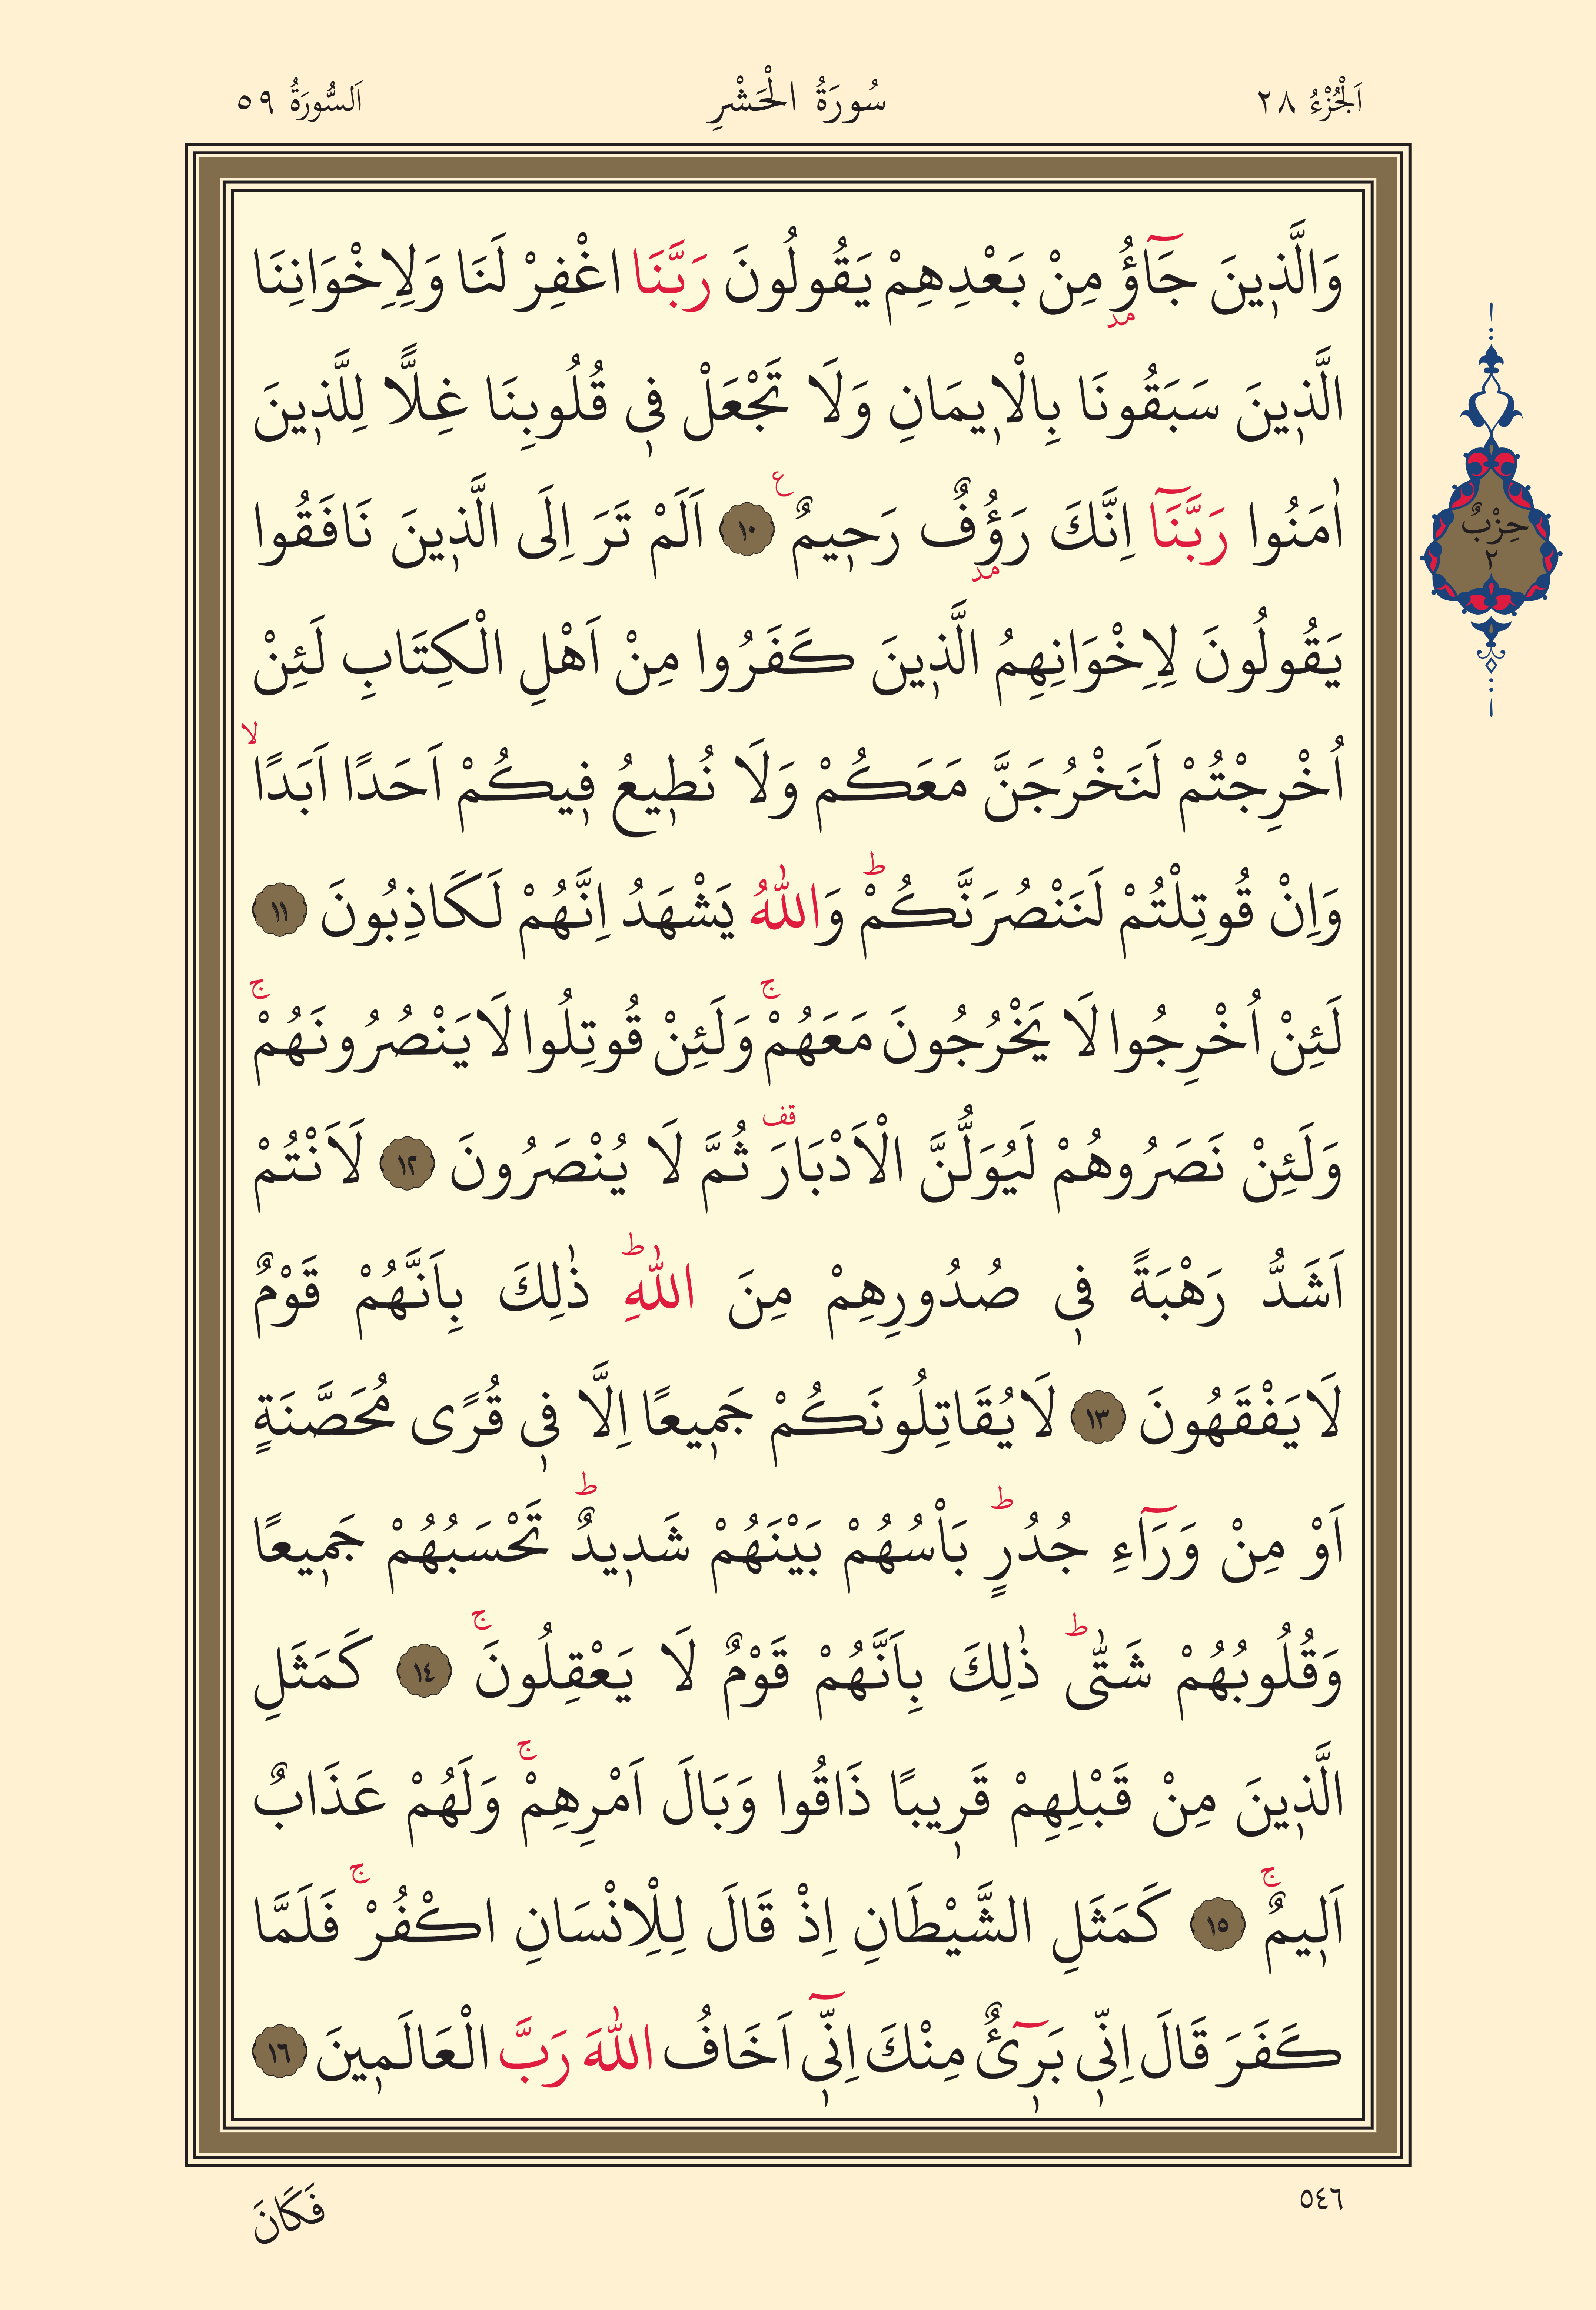 اَلْجُزْءُ ٢٨ سُورَةُ الْحَشْرِ اَلسُّورَةُ ٥٩
وَالَّذ۪ينَ جَٓاؤُ۫ مِنْ بَعْدِهِمْ يَقُولُونَ رَبَّنَا اغْفِرْ لَنَا وَلِاِخْوَانِنَا
الَّذ۪ينَ سَبَقُونَا بِالْا۪يمَانِ وَلَا تَجْعَلْ ف۪ي قُلُوبِنَا غِلًّا لِلَّذ۪ينَ
اٰمَنُوا رَبَّنَٓا اِنَّكَ رَؤُ۫فٌ رَح۪يمٌ۟ ﴿١٠﴾ اَلَمْ تَرَ اِلَى الَّذ۪ينَ نَافَقُوا
يَقُولُونَ لِاِخْوَانِهِمُ الَّذ۪ينَ كَفَرُوا مِنْ اَهْلِ الْكِتَابِ لَئِنْ
اُخْرِجْتُمْ لَنَخْرُجَنَّ مَعَكُمْ وَلَا نُط۪يعُ ف۪يكُمْ اَحَدًا اَبَدًاۙ
وَاِنْ قُوتِلْتُمْ لَنَنْصُرَنَّكُمْۜ وَاللّٰهُ يَشْهَدُ اِنَّهُمْ لَكَاذِبُونَ ﴿١١﴾
لَئِنْ اُخْرِجُوا لَا يَخْرُجُونَ مَعَهُمْۚ وَلَئِنْ قُوتِلُوا لَا يَنْصُرُونَهُمْۚ
وَلَئِنْ نَصَرُوهُمْ لَيُوَلُّنَّ الْاَدْبَارَ قف ثُمَّ لَا يُنْصَرُونَ ﴿١٢﴾ لَاَنْتُمْ
اَشَدُّ رَهْبَةً ف۪ي صُدُورِهِمْ مِنَ اللّٰهِۜ ذٰلِكَ بِاَنَّهُمْ قَوْمٌ
لَا يَفْقَهُونَ ﴿١٣﴾ لَا يُقَاتِلُونَكُمْ جَم۪يعًا اِلَّا ف۪ي قُرًى مُحَصَّنَةٍ
اَوْ مِنْ وَرَٓاءِ جُدُرٍۜ بَاْسُهُمْ بَيْنَهُمْ شَد۪يدٌۜ تَحْسَبُهُمْ جَم۪يعًا
وَقُلُوبُهُمْ شَتّٰىۜ ذٰلِكَ بِاَنَّهُمْ قَوْمٌ لَا يَعْقِلُونَۚ ﴿١٤﴾ كَمَثَلِ
الَّذ۪ينَ مِنْ قَبْلِهِمْ قَر۪يبًا ذَاقُوا وَبَالَ اَمْرِهِمْۚ وَلَهُمْ عَذَابٌ
اَل۪يمٌۚ ﴿١٥﴾ كَمَثَلِ الشَّيْطَانِ اِذْ قَالَ لِلْاِنْسَانِ اكْفُرْۚ فَلَمَّا
كَفَرَ قَالَ اِنّ۪ي بَر۪ٓيءٌ مِنْكَ اِنّ۪ٓي اَخَافُ اللّٰهَ رَبَّ الْعَالَم۪ينَ ﴿١٦﴾
حِزْبٌ
٢
٥٤٦ فَكَانَ